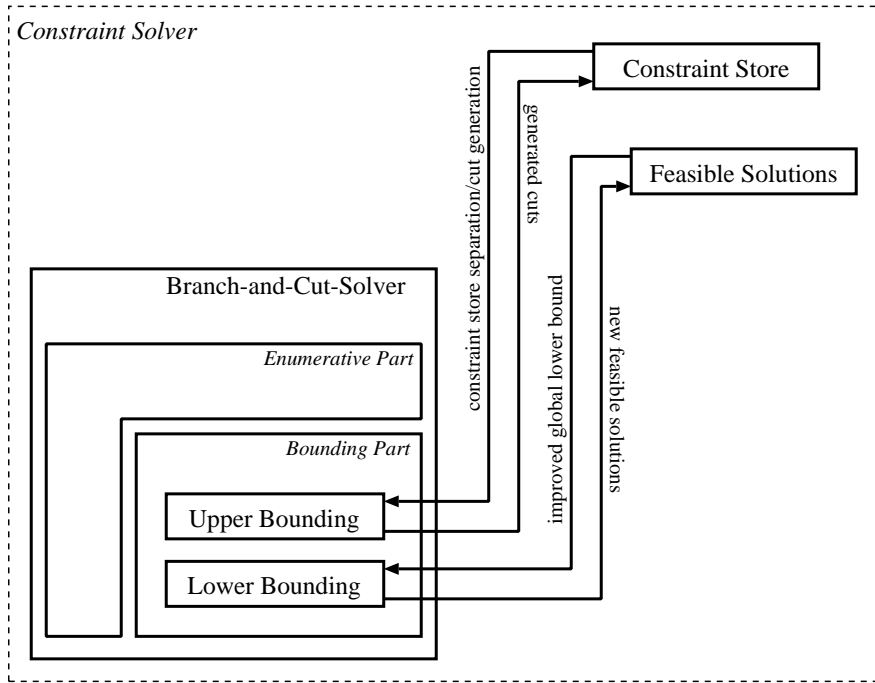 Constraint Solver
Constraint Store
Feasible Solutions
constraint store separation/cut generation
generated cuts
improved global lower bound
new feasible solutions
Branch-and-Cut-Solver
Enumerative Part
Bounding Part
Upper Bounding
Lower Bounding